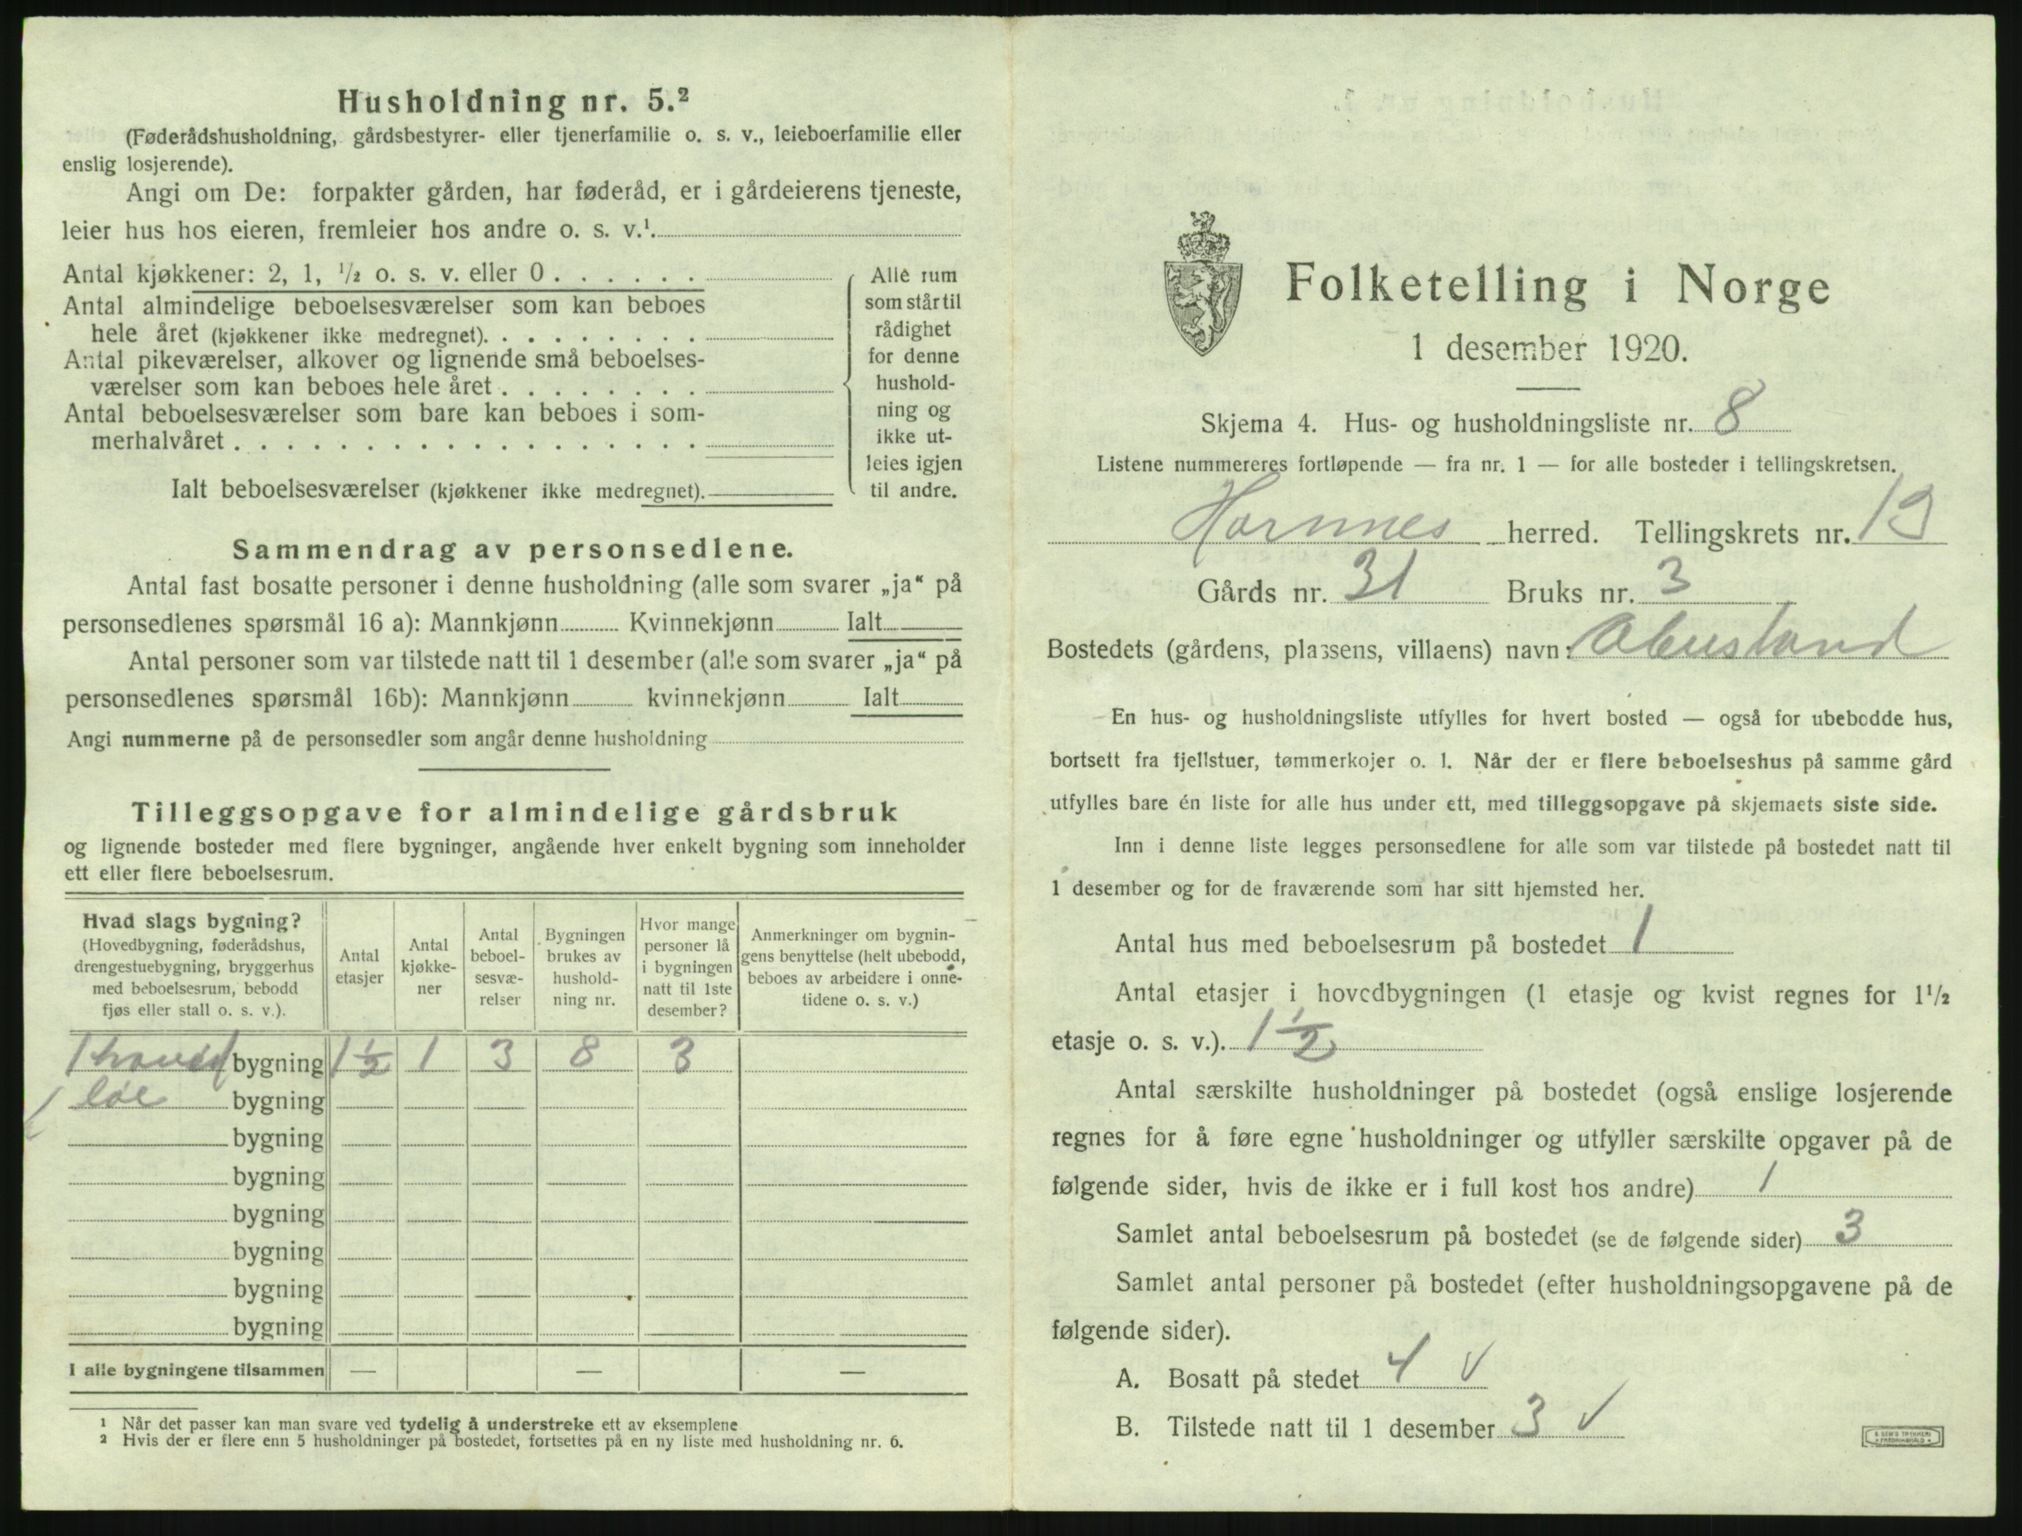 Husholdning nr. 5.²
(Føderådshusholdning, gårdsbestyrer- eller tjenerfamilie o. s. v., leieboerfamilie eller
enslig losjerende).
Angi om De: forpakter gården, har føderåd, er i gårdeierens tjeneste,
leier hus hos eieren, fremleier hos andre o. s. v.¹.
Antal kjøkkener: 2, 1, ½ o. s. v. eller 0 . . . . . .
Antal almindelige beboelsesværelser som kan beboes
hele året (kjøkkener ikke medregnet). . . . . . . . .
Antal pikeværelser, alkover og lignende små beboelses-
værelser som kan beboes hele året . . . . . . . .
Antal beboelsesværelser som bare kan beboes i som-
merhalvåret . . . . . . . . . . . . . . . . . .
Ialt beboelsesværelser (kjøkkener ikke medregnet).
Alle rum
som står til
rådighet
for denne
hushold-
ning og
ikke ut-
leies igjen
til andre.
Sammendrag av personsedlene.
Antal fast bosatte personer i denne husholdning (alle som svarer „ja“ på
personsedlenes spørsmål 16 a): Mannkjønn Kvinnekjønn Ialt
Antal personer som var tilstede natt til 1 desember (alle som svarer „ja“ på
personsedlenes spørsmål 16b): Mannkjønn kvinnekjønn Ialt
Angi nummerne på de personsedler som angår denne husholdning
Tilleggsopgave for almindelige gårdsbruk
og lignende bosteder med flere bygninger, angående hver enkelt bygning som inneholder
ett eller flere beboelsesrum.
Hvad slags bygning?
(Hovedbygning, føderådshus,
drengestuebygning, bryggerhus
med beboelsesrum, bebodd
fjøs eller stall o. s. v.).
Antal
etasjer
Antal
kjøkke-
ner
Antal
beboel-
sesvæ-
relser
Bygningen
brukes av
hushold-
ning nr.
Hvor mange
personer lå
i bygningen
natt til 1ste
desember?
Anmerkninger om bygnin-
gens benyttelse (helt ubebodd,
beboes av arbeidere i onne-
tidene o. s. v.)
1 hoved bygning 1½ 1 3 8 3
løe bygning
bygning
bygning
bygning
bygning
bygning
bygning
I alle bygningene tilsammen — — —
¹ Når det passer kan man svare ved tydelig å understreke ett av eksemplene
² Hvis der er flere enn 5 husholdninger på bostedet, fortsettes på en ny liste med husholdning nr. 6.
Folketelling i Norge
1 desember 1920.
Skjema 4. Hus- og husholdningsliste nr. 8
Listene nummereres fortløpende — fra nr. 1 — for alle bosteder i tellingskretsen.
Hornnes herred. Tellingskrets nr. 13
Gårds nr. 31 Bruks nr. 3
Bostedets (gårdens, plassens, villaens) navn:
En hus- og husholdningsliste utfylles for hvert bosted — også for ubebodde hus,
bortsett fra fjellstuer, tømmerkojer o. l. Når der er flere beboelseshus på samme gård
utfylles bare én liste for alle hus under ett, med tilleggsopgave på skjemaets siste side.
Inn i denne liste legges personsedlene for alle som var tilstede på bostedet natt til
1 desember og for de fraværende som har sitt hjemsted her.
Antal hus med beboelsesrum på bostedet 1
Antal etasjer i hovedbygningen (1 etasje og kvist regnes for 1½
etasje o. s. v.). 1½
Antal særskilte husholdninger på bostedet (også enslige losjerende
regnes for å føre egne husholdninger og utfyller særskilte opgaver på de
følgende sider, hvis de ikke er i full kost hos andre) 1
Samlet antal beboelsesrum på bostedet (se de følgende sider) 3
Samlet antal personer på bostedet (efter husholdningsopgavene på de
følgende sider).
A. Bosatt på stedet 4 ✓
B. Tilstede natt til 1 desember 3 ✓